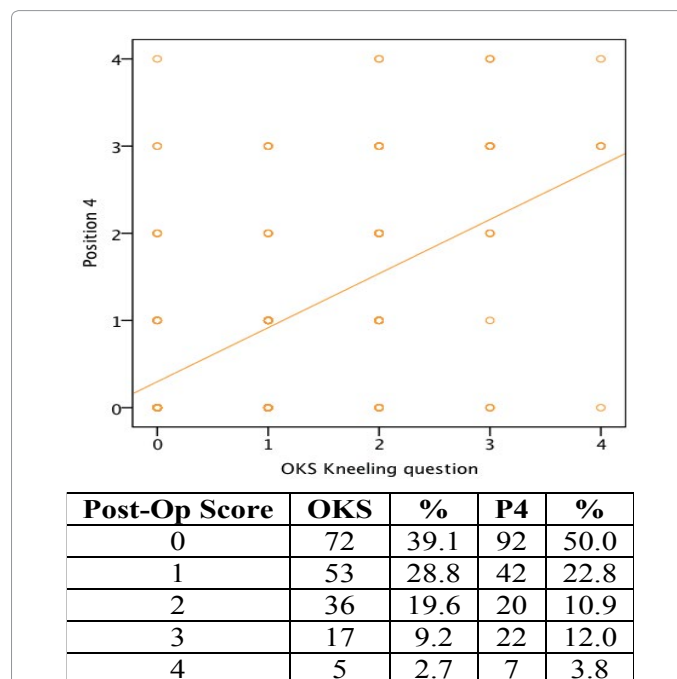 4
3
2
1
0
Position 4
0 1 2 3 4
OKS Kneeling question
Post-Op Score OKS % P4 %
0 72 39.1 92 50.0
1 53 28.8 42 22.8
2 36 19.6 20 10.9
3 17 9.2 22 12.0
4 5 2.7 7 3.8